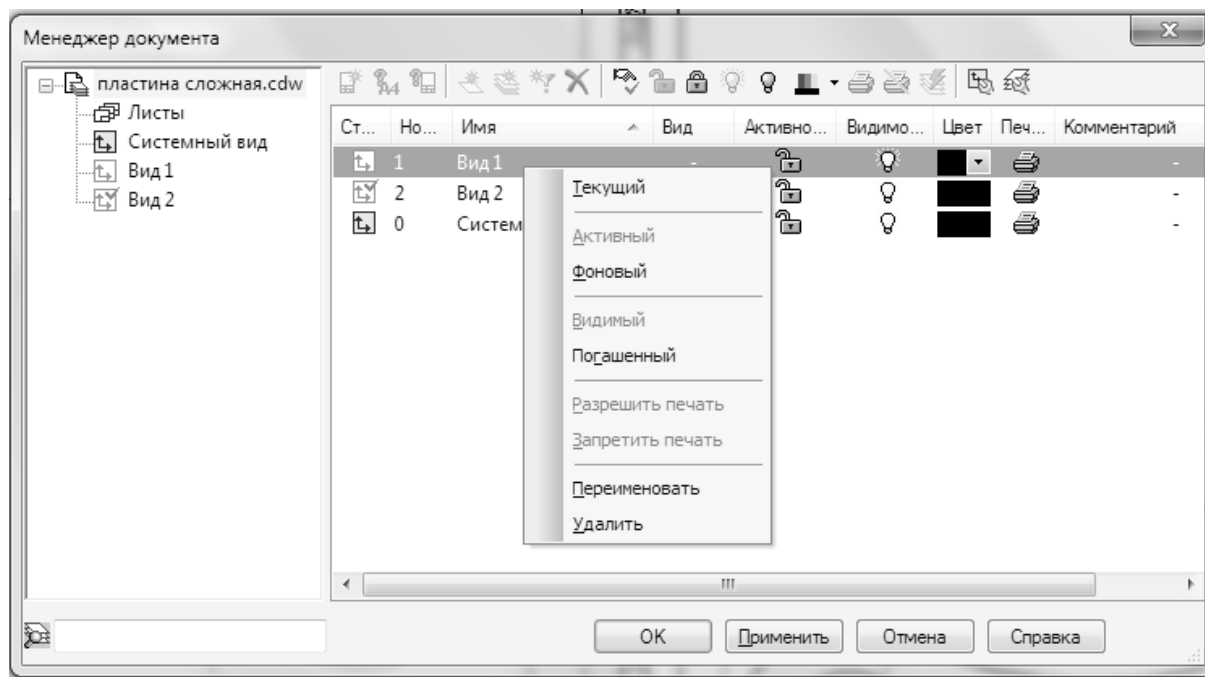 Менеджер документа
пластина сложная.cdw
Листы
Системный вид
Вид 1
Вид 2
Ст... Но... Имя Вид Активно... Видимо... Цвет Печ... Комментарий
1 Вид 1 - -
2 Вид 2 -
0 Систем -
Текущий
Активный
Фоновый
Видимый
Погашенный
Разрешить печать
Запретить печать
Переименовать
Удалить
OK Применить Отмена Справка